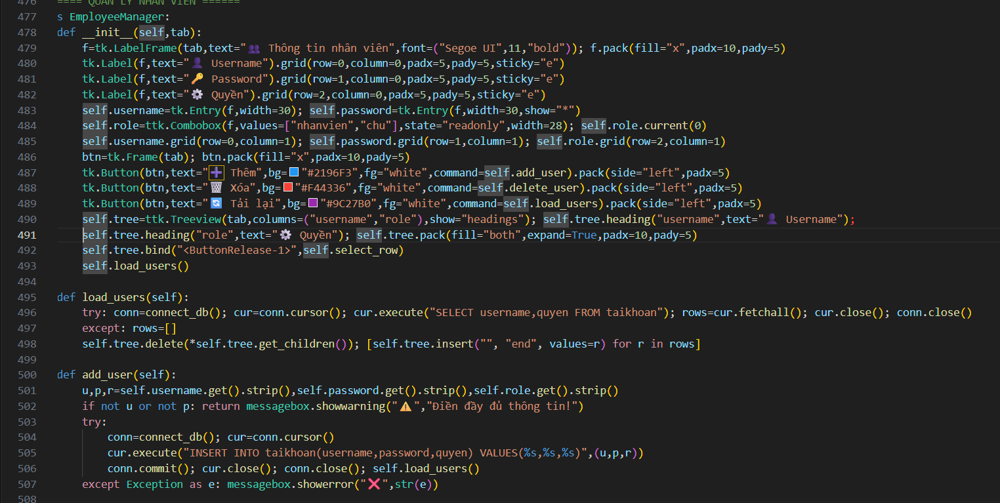 476 ==== QUẢN LÝ NHÂN VIÊN ======
477 s EmployeeManager:
478 def __init__(self,tab):
479 f=tk.LabelFrame(tab,text="👥 Thông tin nhân viên",font=("Segoe UI",11,"bold")); f.pack(fill="x",padx=10,pady=5)
480 tk.Label(f,text="👤 Username").grid(row=0,column=0,padx=5,pady=5,sticky="e")
481 tk.Label(f,text="🔑 Password").grid(row=1,column=0,padx=5,pady=5,sticky="e")
482 tk.Label(f,text="⚙️ Quyền").grid(row=2,column=0,padx=5,pady=5,sticky="e")
483 self.username=tk.Entry(f,width=30); self.password=tk.Entry(f,width=30,show="*")
484 self.role=ttk.Combobox(f,values=["nhanvien","chu"],state="readonly",width=28); self.role.current(0)
485 self.username.grid(row=0,column=1); self.password.grid(row=1,column=1); self.role.grid(row=2,column=1)
486 btn=tk.Frame(tab); btn.pack(fill="x",padx=10,pady=5)
487 tk.Button(btn,text="➕ Thêm",bg="#2196F3",fg="white",command=self.add_user).pack(side="left",padx=5)
488 tk.Button(btn,text="🗑️ Xóa",bg="#F44336",fg="white",command=self.delete_user).pack(side="left",padx=5)
489 tk.Button(btn,text="🔄 Tải lại",bg="#9C27B0",fg="white",command=self.load_users).pack(side="left",padx=5)
490 self.tree=ttk.Treeview(tab,columns=("username","role"),show="headings"); self.tree.heading("username",text="👤 Username");
491 self.tree.heading("role",text="⚙️ Quyền"); self.tree.pack(fill="both",expand=True,padx=10,pady=5)
492 self.tree.bind("<ButtonRelease-1>",self.select_row)
493 self.load_users()
494
495 def load_users(self):
496 try: conn=connect_db(); cur=conn.cursor(); cur.execute("SELECT username,quyen FROM taikhoan"); rows=cur.fetchall(); cur.close(); conn.close()
497 except: rows=[]
498 self.tree.delete(*self.tree.get_children()); [self.tree.insert("", "end", values=r) for r in rows]
499
500 def add_user(self):
501 u,p,r=self.username.get().strip(),self.password.get().strip(),self.role.get().strip()
502 if not u or not p: return messagebox.showwarning("⚠️","Điền đầy đủ thông tin!")
503 try:
504 conn=connect_db(); cur=conn.cursor()
505 cur.execute("INSERT INTO taikhoan(username,password,quyen) VALUES(%s,%s,%s)",(u,p,r))
506 conn.commit(); cur.close(); conn.close(); self.load_users()
507 except Exception as e: messagebox.showerror("❌",str(e))
508